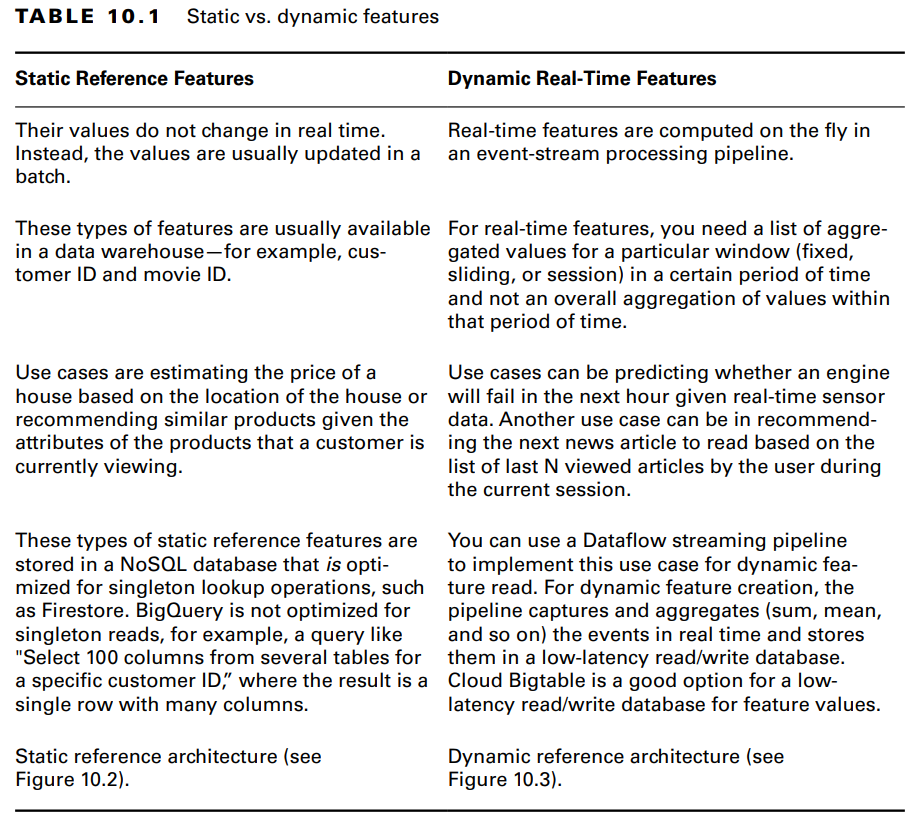 TABLE 10.1 Static vs. dynamic features
Static Reference Features
Dynamic Real-Time Features
Their values do not change in real time.
Instead, the values are usually updated in a
batch.
Real-time features are computed on the fly in
an event-stream processing pipeline.
These types of features are usually available
in a data warehouse—for example, cus-
tomer ID and movie ID.
For real-time features, you need a list of aggre-
gated values for a particular window (fixed,
sliding, or session) in a certain period of time
and not an overall aggregation of values within
that period of time.
Use cases are estimating the price of a
house based on the location of the house or
recommending similar products given the
attributes of the products that a customer is
currently viewing.
Use cases can be predicting whether an engine
will fail in the next hour given real-time sensor
data. Another use case can be in recommend-
ing the next news article to read based on the
list of last N viewed articles by the user during
the current session.
These types of static reference features are
stored in a NoSQL database that is opti-
mized for singleton lookup operations, such
as Firestore. BigQuery is not optimized for
singleton reads, for example, a query like
"Select 100 columns from several tables for
a specific customer ID,” where the result is a
single row with many columns.
You can use a Dataflow streaming pipeline
to implement this use case for dynamic fea-
ture read. For dynamic feature creation, the
pipeline captures and aggregates (sum, mean,
and so on) the events in real time and stores
them in a low-latency read/write database.
Cloud Bigtable is a good option for a low-
latency read/write database for feature values.
Static reference architecture (see
Figure 10.2).
Dynamic reference architecture (see
Figure 10.3).